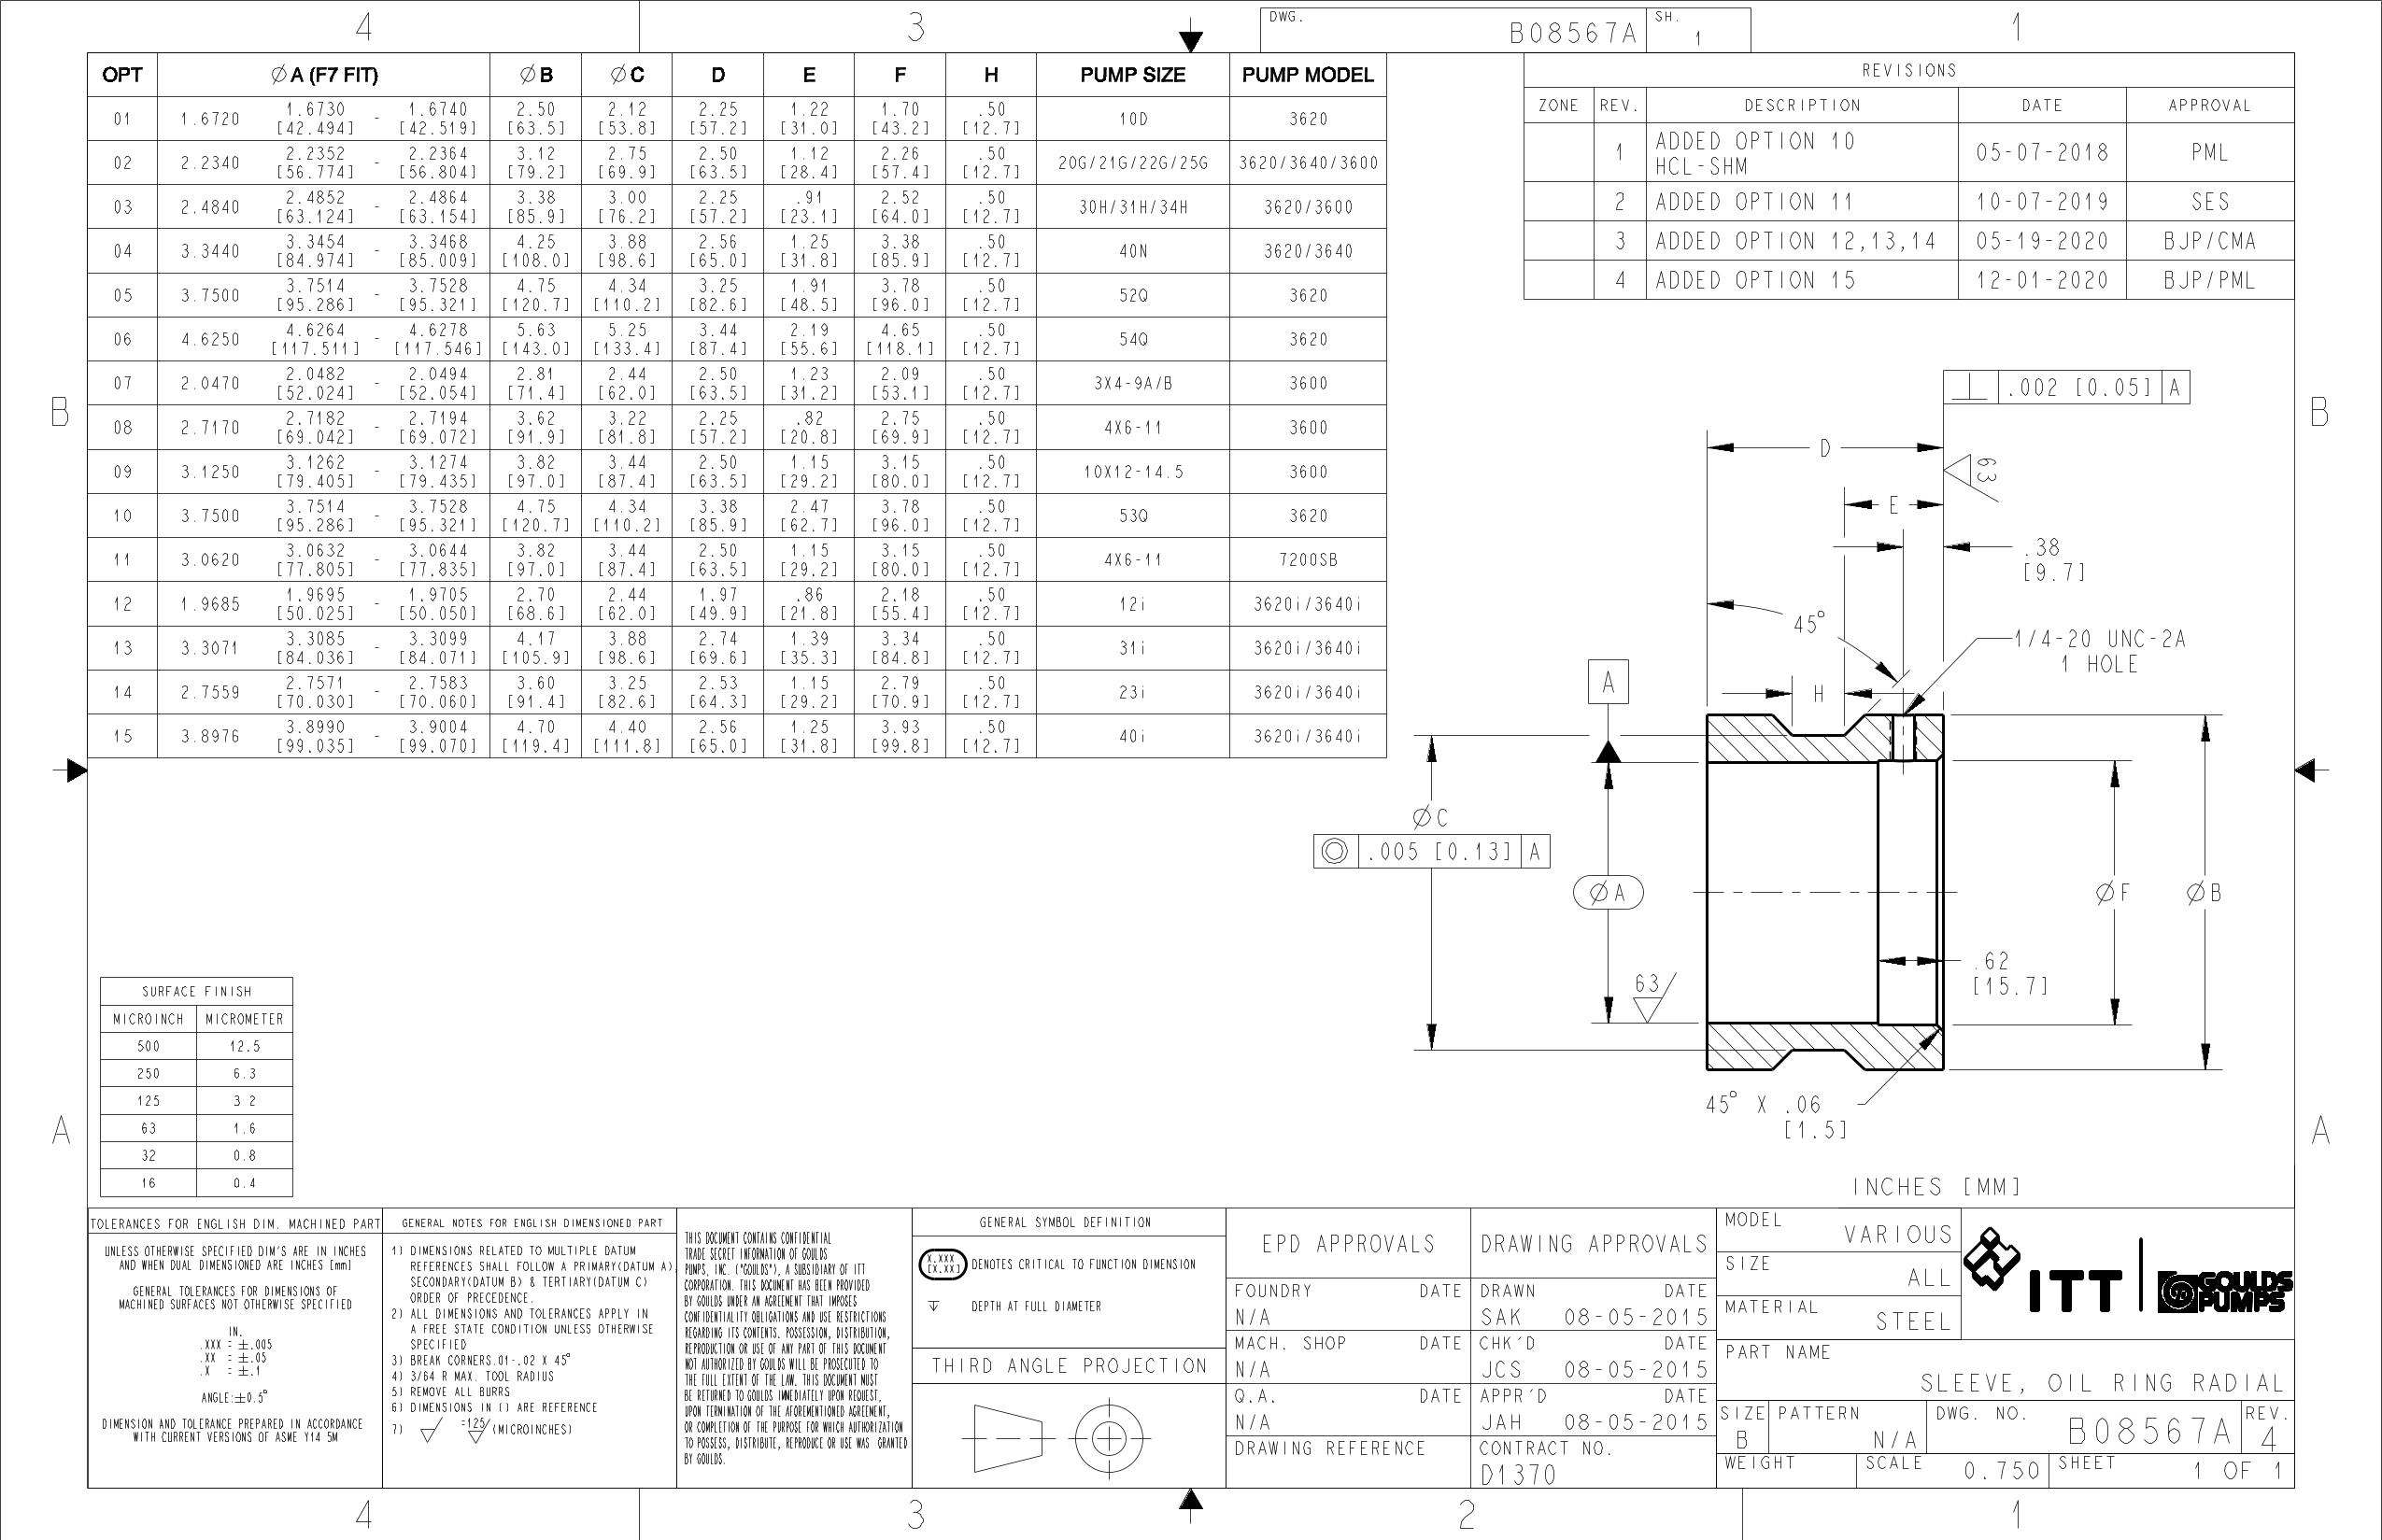 4 3 1
DWG. B08567A SH. 1
OPT ØA (F7 FIT) ØB ØC D E F H PUMP SIZE PUMP MODEL
01 1.6720 1.6730 [42.494] - 1.6740 [42.519] 2.50 [63.5] 2.12 [53.8] 2.25 [57.2] 1.22 [31.0] 1.70 [43.2] .50 [12.7] 10D 3620
02 2.2340 2.2352 [56.774] - 2.2364 [56.804] 3.12 [79.2] 2.75 [69.9] 2.50 [63.5] 1.12 [28.4] 2.26 [57.4] .50 [12.7] 20G/21G/22G/25G 3620/3640/3600
03 2.4840 2.4852 [63.124] - 2.4864 [63.154] 3.38 [85.9] 3.00 [76.2] 2.25 [57.2] .91 [23.1] 2.52 [64.0] .50 [12.7] 30H/31H/34H 3620/3600
04 3.3440 3.3454 [84.974] - 3.3468 [85.009] 4.25 [108.0] 3.88 [98.6] 2.56 [65.0] 1.25 [31.8] 3.38 [85.9] .50 [12.7] 40N 3620/3640
05 3.7500 3.7514 [95.286] - 3.7528 [95.321] 4.75 [120.7] 4.34 [110.2] 3.25 [82.6] 1.91 [48.5] 3.78 [96.0] .50 [12.7] 52Q 3620
06 4.6250 4.6264 [117.511] - 4.6278 [117.546] 5.63 [143.0] 5.25 [133.4] 3.44 [87.4] 2.19 [55.6] 4.65 [118.1] .50 [12.7] 54Q 3620
07 2.0470 2.0482 [52.024] - 2.0494 [52.054] 2.81 [71.4] 2.44 [62.0] 2.50 [63.5] 1.23 [31.2] 2.09 [53.1] .50 [12.7] 3X4-9A/B 3600
08 2.7170 2.7182 [69.042] - 2.7194 [69.072] 3.62 [91.9] 3.22 [81.8] 2.25 [57.2] .82 [20.8] 2.75 [69.9] .50 [12.7] 4X6-11 3600
09 3.1250 3.1262 [79.405] - 3.1274 [79.435] 3.82 [97.0] 3.44 [87.4] 2.50 [63.5] 1.15 [29.2] 3.15 [80.0] .50 [12.7] 10X12-14.5 3600
10 3.7500 3.7514 [95.286] - 3.7528 [95.321] 4.75 [120.7] 4.34 [110.2] 3.38 [85.9] 2.47 [62.7] 3.78 [96.0] .50 [12.7] 53Q 3620
11 3.0620 3.0632 [77.805] - 3.0644 [77.835] 3.82 [97.0] 3.44 [87.4] 2.50 [63.5] 1.15 [29.2] 3.15 [80.0] .50 [12.7] 4X6-11 7200SB
12 1.9685 1.9695 [50.025] - 1.9705 [50.050] 2.70 [68.6] 2.44 [62.0] 1.97 [49.9] .86 [21.8] 2.18 [55.4] .50 [12.7] 12i 3620i/3640i
13 3.3071 3.3085 [84.036] - 3.3099 [84.071] 4.17 [105.9] 3.88 [98.6] 2.74 [69.6] 1.39 [35.3] 3.34 [84.8] .50 [12.7] 31i 3620i/3640i
14 2.7559 2.7571 [70.030] - 2.7583 [70.060] 3.60 [91.4] 3.25 [82.6] 2.53 [64.3] 1.15 [29.2] 2.79 [70.9] .50 [12.7] 23i 3620i/3640i
15 3.8976 3.8990 [99.035] - 3.9004 [99.070] 4.70 [119.4] 4.40 [111.8] 2.56 [65.0] 1.25 [31.8] 3.93 [99.8] .50 [12.7] 40i 3620i/3640i
REVISIONS
ZONE REV. DESCRIPTION DATE APPROVAL
1 ADDED OPTION 10 HCL-SHM 05-07-2018 PML
2 ADDED OPTION 11 10-07-2019 SES
3 ADDED OPTION 12,13,14 05-19-2020 BJP/CMA
4 ADDED OPTION 15 12-01-2020 BJP/PML
B B
⊥ .002 [0.05] A
D
63
E
.38
[9.7]
45°
1/4-20 UNC-2A
1 HOLE
A
H
ØC
◎ .005 [0.13] A
ØA ØF ØB
.62
[15.7]
63
45° X .06
[1.5]
A A
INCHES [MM]
SURFACE FINISH
MICROINCH MICROMETER
500 12.5
250 6.3
125 3 2
63 1.6
32 0.8
16 0.4
TOLERANCES FOR ENGLISH DIM. MACHINED PART
UNLESS OTHERWISE SPECIFIED DIM'S ARE IN INCHES
AND WHEN DUAL DIMENSIONED ARE INCHES [mm]
GENERAL TOLERANCES FOR DIMENSIONS OF
MACHINED SURFACES NOT OTHERWISE SPECIFIED
IN.
.XXX = ±.005
.XX = ±.05
.X = ±.1
ANGLE:±0.5°
DIMENSION AND TOLERANCE PREPARED IN ACCORDANCE
WITH CURRENT VERSIONS OF ASME Y14 5M
GENERAL NOTES FOR ENGLISH DIMENSIONED PART
1) DIMENSIONS RELATED TO MULTIPLE DATUM
REFERENCES SHALL FOLLOW A PRIMARY(DATUM A),
SECONDARY(DATUM B) & TERTIARY(DATUM C)
ORDER OF PRECEDENCE.
2) ALL DIMENSIONS AND TOLERANCES APPLY IN
A FREE STATE CONDITION UNLESS OTHERWISE
SPECIFIED
3) BREAK CORNERS.01-.02 X 45°
4) 3/64 R MAX. TOOL RADIUS
5) REMOVE ALL BURRS
6) DIMENSIONS IN () ARE REFERENCE
7) √ =125√ (MICROINCHES)
THIS DOCUMENT CONTAINS CONFIDENTIAL
TRADE SECRET INFORMATION OF GOULDS
PUMPS, INC. ("GOULDS"), A SUBSIDIARY OF ITT
CORPORATION. THIS DOCUMENT HAS BEEN PROVIDED
BY GOULDS UNDER AN AGREEMENT THAT IMPOSES
CONFIDENTIALITY OBLIGATIONS AND USE RESTRICTIONS
REGARDING ITS CONTENTS. POSSESSION, DISTRIBUTION,
REPRODUCTION OR USE OF ANY PART OF THIS DOCUMENT
NOT AUTHORIZED BY GOULDS WILL BE PROSECUTED TO
THE FULL EXTENT OF THE LAW. THIS DOCUMENT MUST
BE RETURNED TO GOULDS IMMEDIATELY UPON REQUEST,
UPON TERMINATION OF THE AFOREMENTIONED AGREEMENT,
OR COMPLETION OF THE PURPOSE FOR WHICH AUTHORIZATION
TO POSSESS, DISTRIBUTE, REPRODUCE OR USE WAS GRANTED
BY GOULDS.
GENERAL SYMBOL DEFINITION
X.XXX [X.XX] DENOTES CRITICAL TO FUNCTION DIMENSION
↧ DEPTH AT FULL DIAMETER
THIRD ANGLE PROJECTION
EPD APPROVALS
FOUNDRY DATE
N/A
MACH. SHOP DATE
N/A
Q.A. DATE
N/A
DRAWING REFERENCE
DRAWING APPROVALS
DRAWN DATE
SAK 08-05-2015
CHK'D DATE
JCS 08-05-2015
APPR'D DATE
JAH 08-05-2015
CONTRACT NO.
D1370
MODEL VARIOUS
SIZE ALL
MATERIAL STEEL
ITT GOULDS PUMPS
PART NAME
SLEEVE, OIL RING RADIAL
SIZE B PATTERN N/A DWG. NO. B08567A REV. 4
WEIGHT SCALE 0.750 SHEET 1 OF 1
4 3 2 1